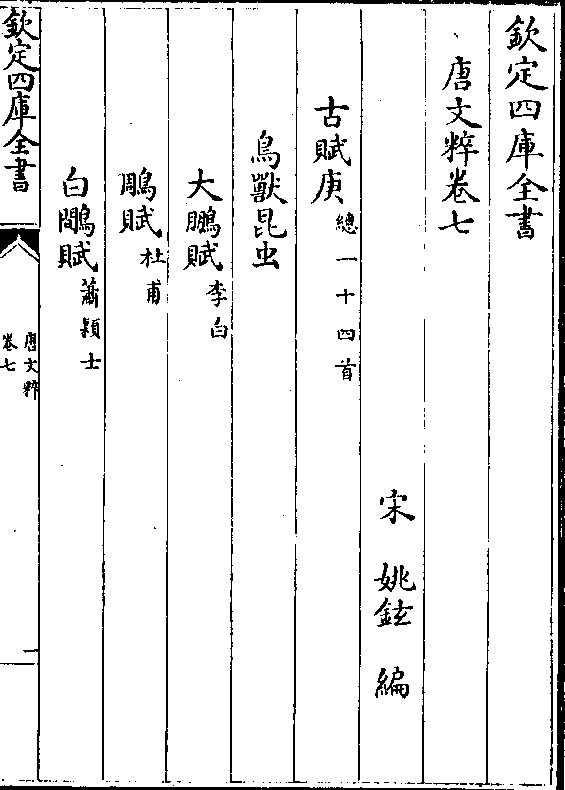 欽定四庫全書
唐文粹卷七
宋 姚鉉 編
古賦庚 總一十四首
鳥獸昆虫
大鵬賦 李白
鵰賦 杜甫
白鷴賦 蕭頴士
欽定四庫全書
唐文粹
卷七
一